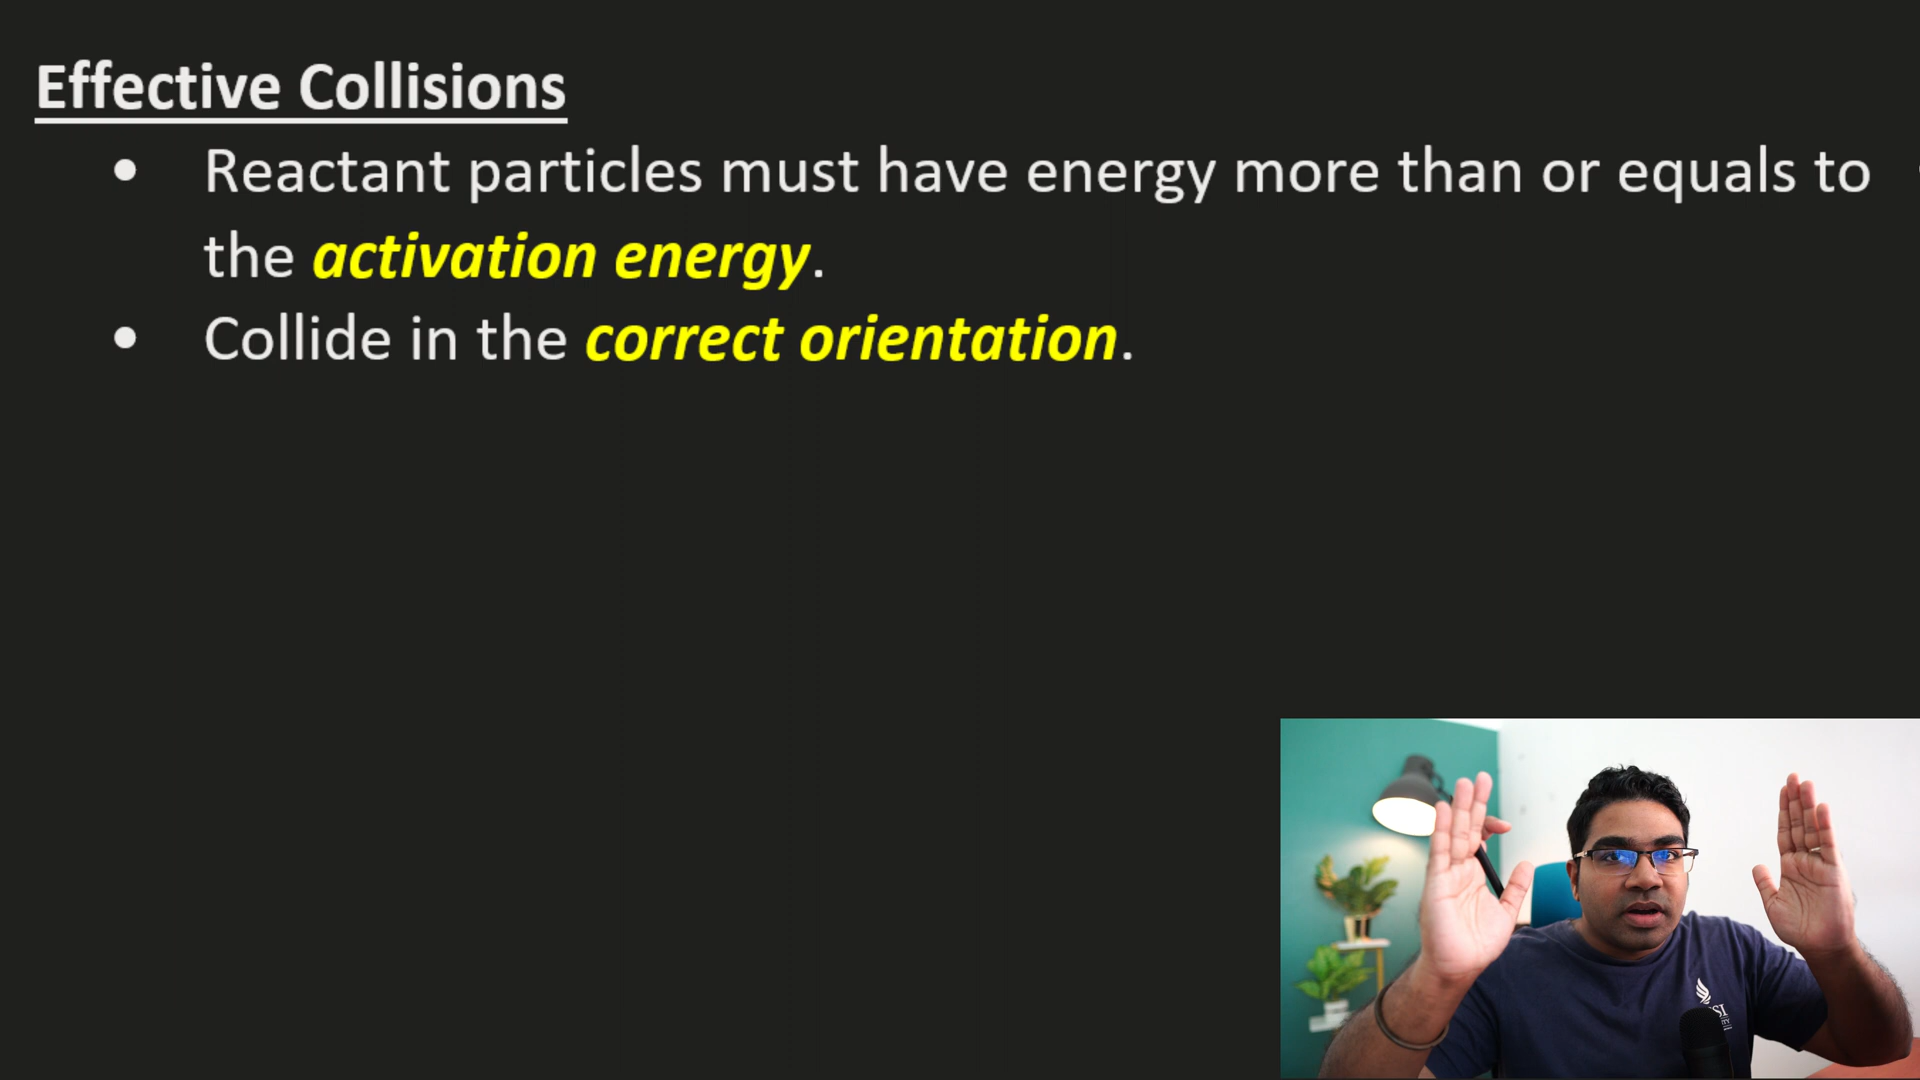 Effective Collisions
• Reactant particles must have energy more than or equals to
the activation energy.
• Collide in the correct orientation.